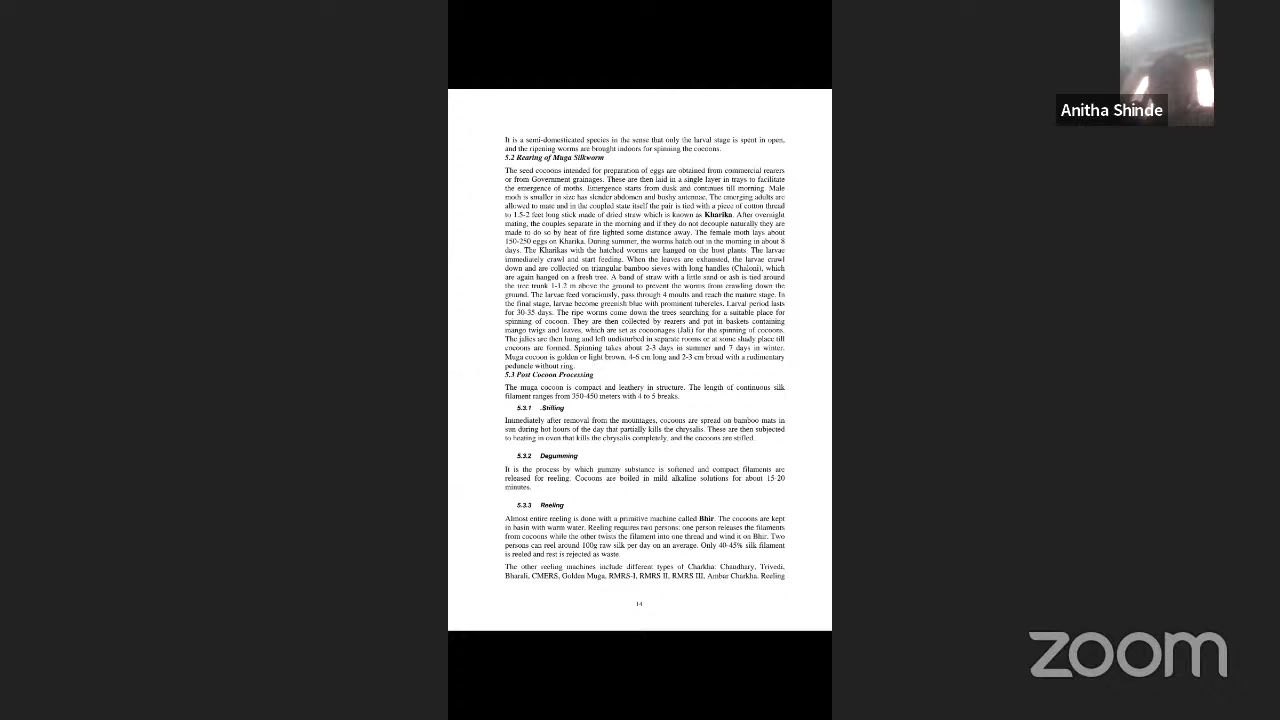 It is a semi-domesticated species in the sense that only the larval stage is spent in open,
and the ripening worms are brought indoors for spinning the cocoons.
5.2 Rearing of Muga Silkworm
The seed cocoons intended for preparation of eggs are obtained from commercial rearers
or from Government grainages. These are then laid in a single layer in trays to facilitate
the emergence of moths. Emergence starts from dusk and continues till morning. Male
moth is smaller in size has slender abdomen and bushy antennae. The emerging adults are
allowed to mate and in the coupled state itself the pair is tied with a piece of cotton thread
to 1.5-2 feet long stick made of dried straw which is known as Kharika. After overnight
mating, the couples separate in the morning and if they do not decouple naturally they are
made to do so by heat of fire lighted some distance away. The female moth lays about
150-250 eggs on Kharika. During summer, the worms hatch out in the morning in about 8
days. The Kharikas with the hatched worms are hanged on the host plants. The larvae
immediately crawl and start feeding. When the leaves are exhausted, the larvae crawl
down and are collected on triangular bamboo sieves with long handles (Chaloni), which
are again hanged on a fresh tree. A band of straw with a little sand or ash is tied around
the tree trunk 1-1.2 m above the ground to prevent the worms from crawling down the
ground. The larvae feed voraciously, pass through 4 moults and reach the mature stage. In
the final stage, larvae become greenish blue with prominent tubercles. Larval period lasts
for 30-35 days. The ripe worms come down the trees searching for a suitable place for
spinning of cocoon. They are then collected by rearers and put in baskets containing
mango twigs and leaves, which are set as cocoonages (Jali) for the spinning of cocoons.
The jalies are then hung and left undisturbed in separate rooms or at some shady place till
cocoons are formed. Spinning takes about 2-3 days in summer and 7 days in winter.
Muga cocoon is golden or light brown, 4-6 cm long and 2-3 cm broad with a rudimentary
peduncle without ring.
5.3 Post Cocoon Processing
The muga cocoon is compact and leathery in structure. The length of continuous silk
filament ranges from 350-450 meters with 4 to 5 breaks.
5.3.1 .Stifling
Immediately after removal from the mountages, cocoons are spread on bamboo mats in
sun during hot hours of the day that partially kills the chrysalis. These are then subjected
to heating in oven that kills the chrysalis completely, and the cocoons are stifled.
5.3.2 Degumming
It is the process by which gummy substance is softened and compact filaments are
released for reeling. Cocoons are boiled in mild alkaline solutions for about 15-20
minutes.
5.3.3 Reeling
Almost entire reeling is done with a primitive machine called Bhir. The cocoons are kept
in basin with warm water. Reeling requires two persons: one person releases the filaments
from cocoons while the other twists the filament into one thread and wind it on Bhir. Two
persons can reel around 100g raw silk per day on an average. Only 40-45% silk filament
is reeled and rest is rejected as waste.
The other reeling machines include different types of Charkha: Chaudhary, Trivedi,
Bharali, CMERS, Golden Muga, RMRS-I, RMRS II, RMRS III, Ambar Charkha. Reeling
14
Anitha Shinde
zoom